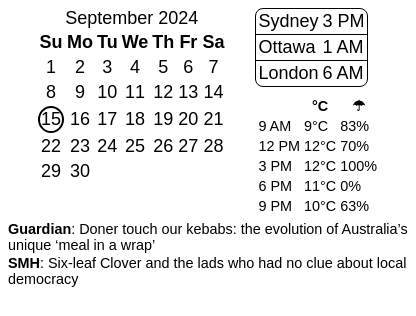 September 2024
Su Mo Tu We Th Fr Sa
1 2 3 4 5 6 7
8 9 10 11 12 13 14
15 16 17 18 19 20 21
22 23 24 25 26 27 28
29 30
Sydney 3 PM
Ottawa 1 AM
London 6 AM
°C ☂
9 AM 9°C 83%
12 PM 12°C 70%
3 PM 12°C 100%
6 PM 11°C 0%
9 PM 10°C 63%
Guardian: Doner touch our kebabs: the evolution of Australia’s
unique ‘meal in a wrap’
SMH: Six-leaf Clover and the lads who had no clue about local
democracy